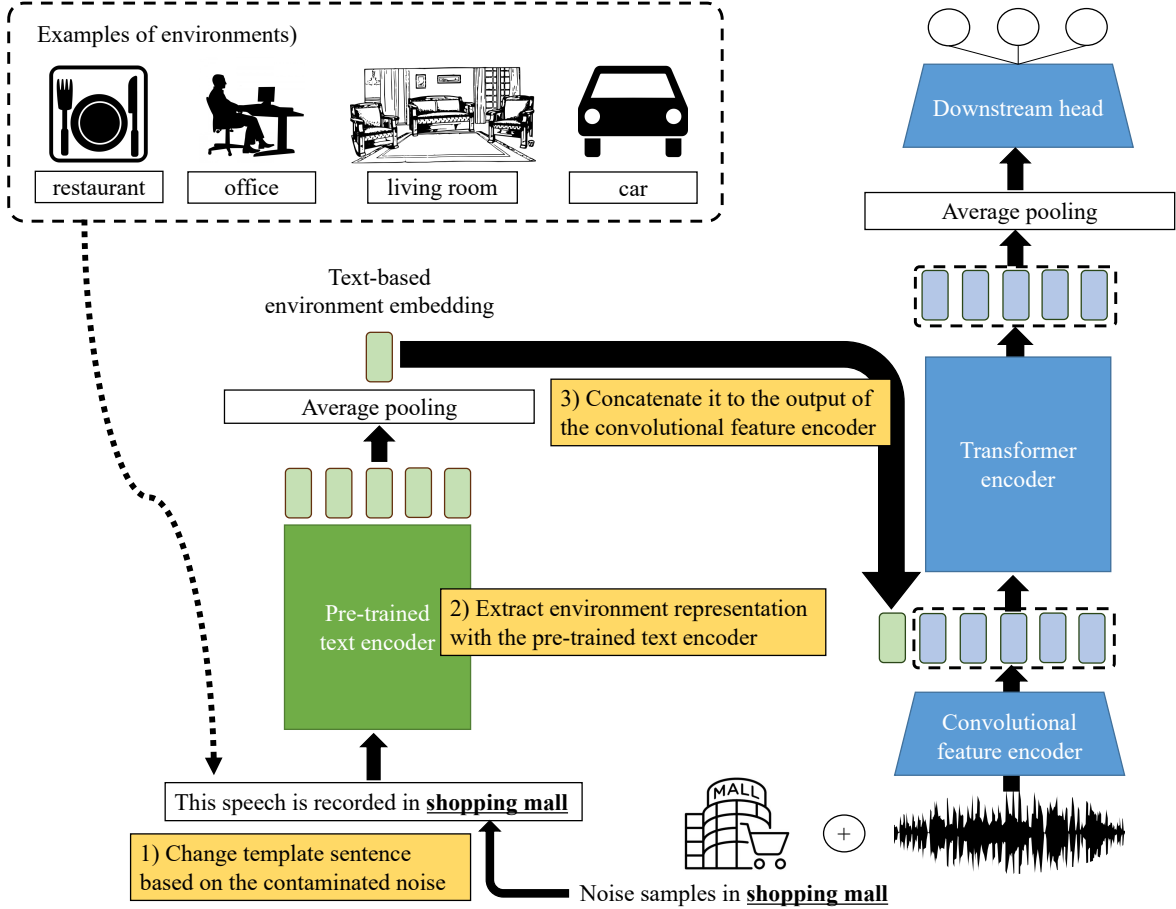 Examples of environments)
restaurant
office
living room
car
Downstream head
Average pooling
Text-based
environment embedding
Average pooling
3) Concatenate it to the output of
the convolutional feature encoder
Transformer
encoder
Pre-trained
text encoder
2) Extract environment representation
with the pre-trained text encoder
Convolutional
feature encoder
This speech is recorded in shopping mall
MALL
+
1) Change template sentence
based on the contaminated noise
Noise samples in shopping mall